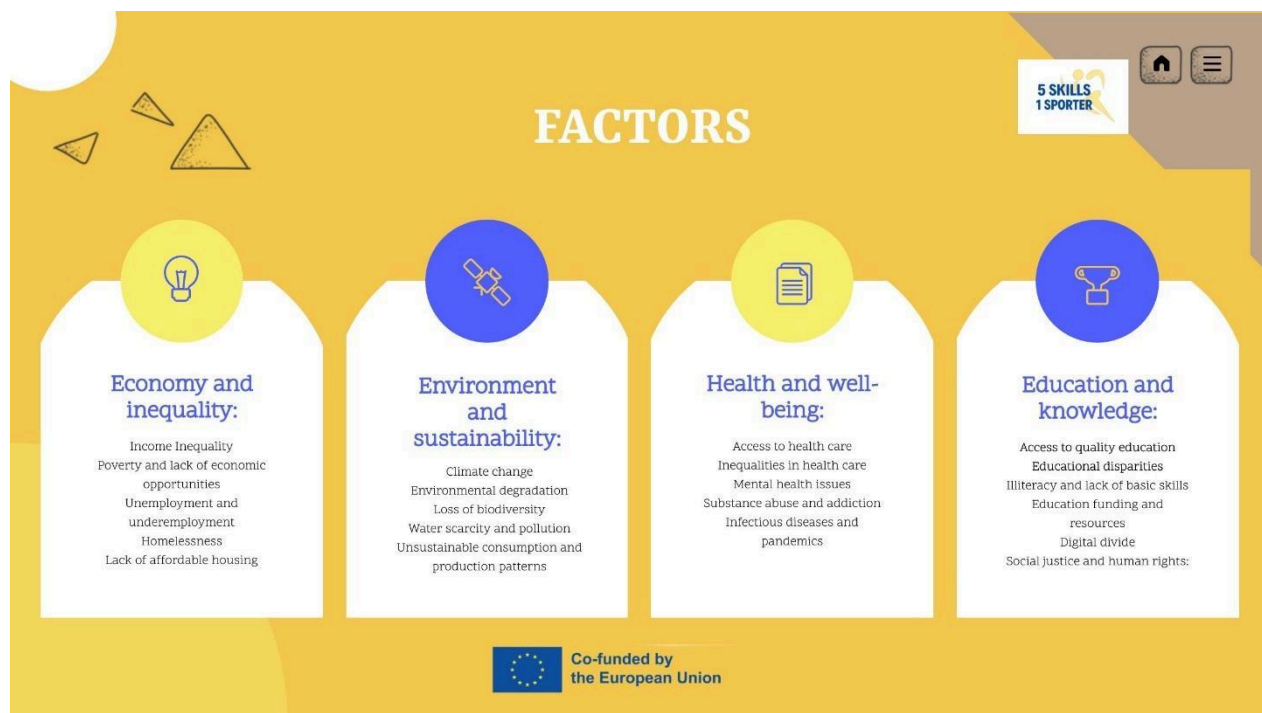 5 SKILLS
1 SPORTER
FACTORS
Economy and
inequality:
Income Inequality
Poverty and lack of economic
opportunities
Unemployment and
underemployment
Homelessness
Lack of affordable housing
Environment
and
sustainability:
Climate change
Environmental degradation
Loss of biodiversity
Water scarcity and pollution
Unsustainable consumption and
production patterns
Health and well-
being:
Access to health care
Inequalities in health care
Mental health issues
Substance abuse and addiction
Infectious diseases and
pandemics
Education and
knowledge:
Access to quality education
Educational disparities
Illiteracy and lack of basic skills
Education funding and
resources
Digital divide
Social justice and human rights:
Co-funded by
the European Union